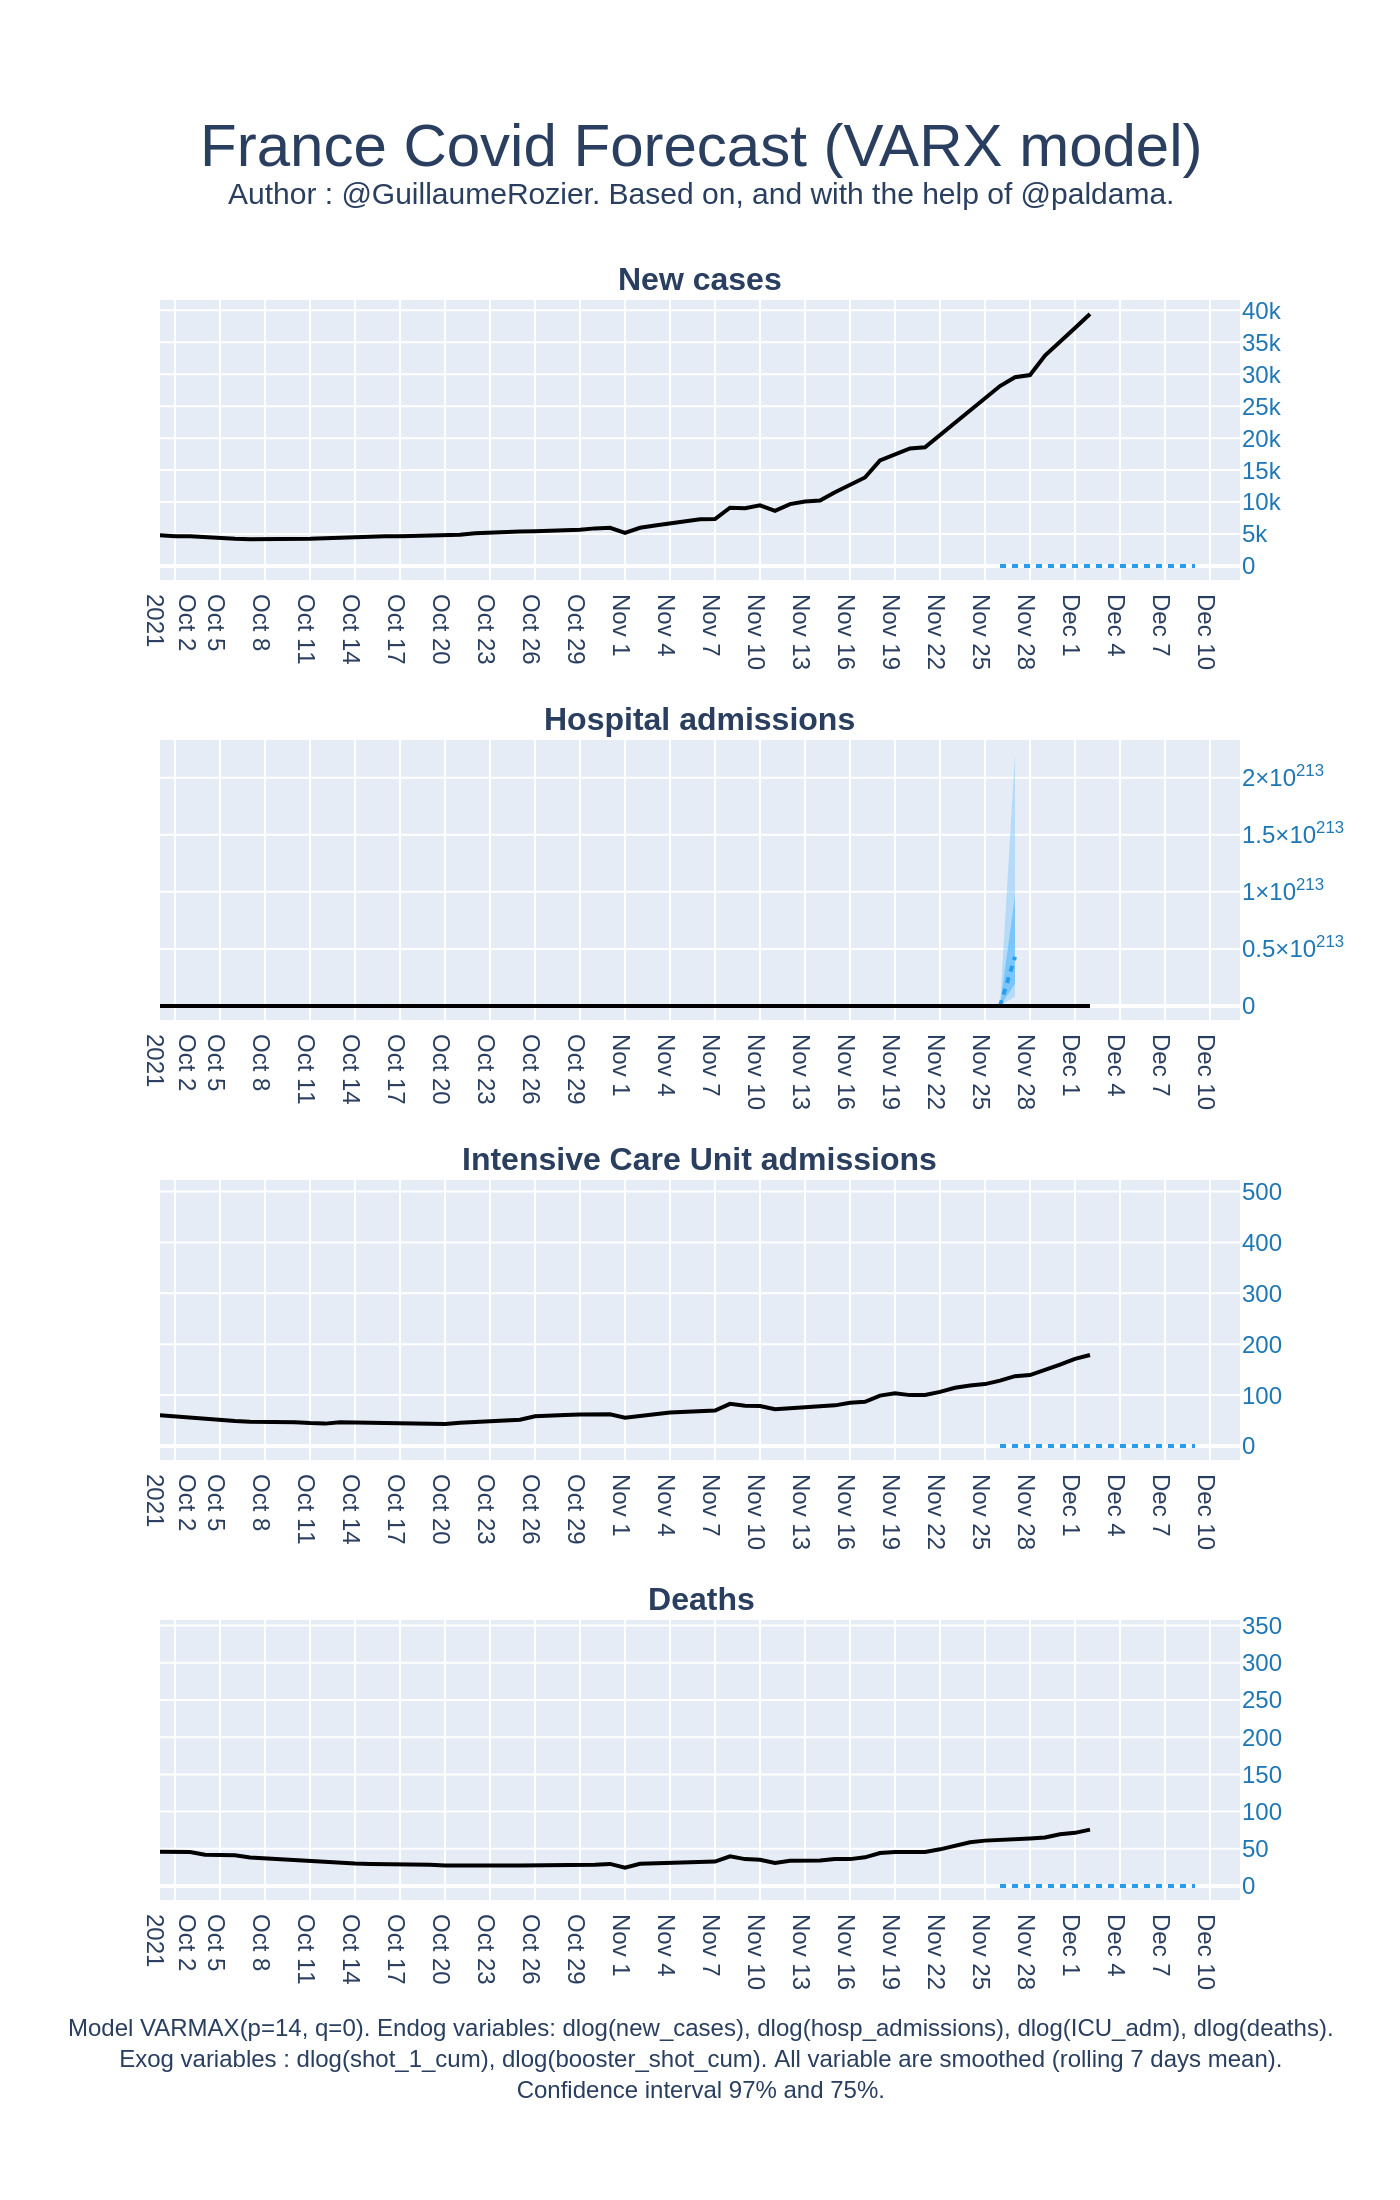 France Covid Forecast (VARX model)
Author : @GuillaumeRozier. Based on, and with the help of @paldama.
New cases
40k
35k
30k
25k
20k
15k
10k
5k
0
2021
Oct 2
Oct 5
Oct 8
Oct 11
Oct 14
Oct 17
Oct 20
Oct 23
Oct 26
Oct 29
Nov 1
Nov 4
Nov 7
Nov 10
Nov 13
Nov 16
Nov 19
Nov 22
Nov 25
Nov 28
Dec 1
Dec 4
Dec 7
Dec 10
Hospital admissions
2×10²¹³
1.5×10²¹³
1×10²¹³
0.5×10²¹³
0
2021
Oct 2
Oct 5
Oct 8
Oct 11
Oct 14
Oct 17
Oct 20
Oct 23
Oct 26
Oct 29
Nov 1
Nov 4
Nov 7
Nov 10
Nov 13
Nov 16
Nov 19
Nov 22
Nov 25
Nov 28
Dec 1
Dec 4
Dec 7
Dec 10
Intensive Care Unit admissions
500
400
300
200
100
0
2021
Oct 2
Oct 5
Oct 8
Oct 11
Oct 14
Oct 17
Oct 20
Oct 23
Oct 26
Oct 29
Nov 1
Nov 4
Nov 7
Nov 10
Nov 13
Nov 16
Nov 19
Nov 22
Nov 25
Nov 28
Dec 1
Dec 4
Dec 7
Dec 10
Deaths
350
300
250
200
150
100
50
0
2021
Oct 2
Oct 5
Oct 8
Oct 11
Oct 14
Oct 17
Oct 20
Oct 23
Oct 26
Oct 29
Nov 1
Nov 4
Nov 7
Nov 10
Nov 13
Nov 16
Nov 19
Nov 22
Nov 25
Nov 28
Dec 1
Dec 4
Dec 7
Dec 10
Model VARMAX(p=14, q=0). Endog variables: dlog(new_cases), dlog(hosp_admissions), dlog(ICU_adm), dlog(deaths).
Exog variables : dlog(shot_1_cum), dlog(booster_shot_cum). All variable are smoothed (rolling 7 days mean).
Confidence interval 97% and 75%.